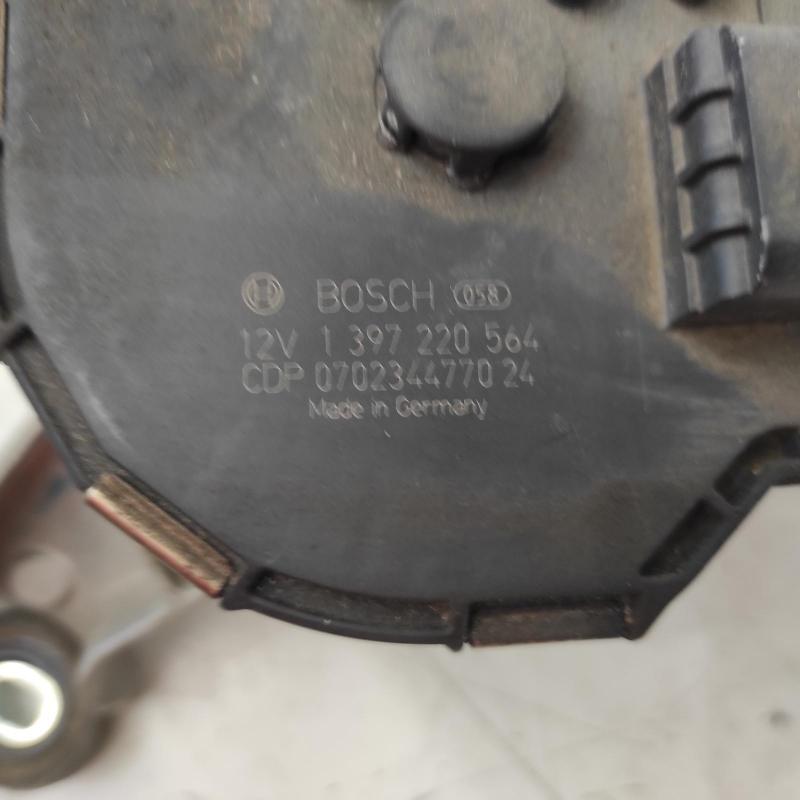 BOSCH 058
12V 1 397 220 564
CDP 0702344770 24
Made in Germany